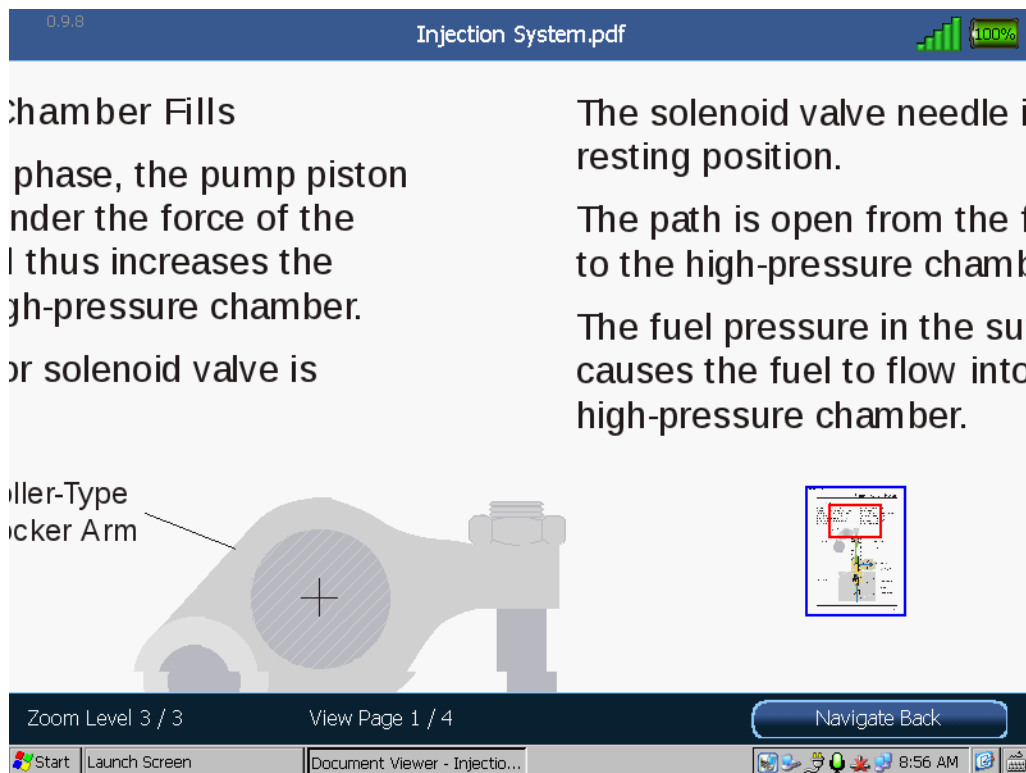 0.9.8
Injection System.pdf
100%
Chamber Fills
phase, the pump piston
nder the force of the
thus increases the
gh-pressure chamber.
or solenoid valve is
The solenoid valve needle i
resting position.
The path is open from the f
to the high-pressure chamb
The fuel pressure in the su
causes the fuel to flow into
high-pressure chamber.
oller-Type
ocker Arm
Zoom Level 3 / 3
View Page 1 / 4
Navigate Back
Start
Launch Screen
Document Viewer - Injectio...
8:56 AM